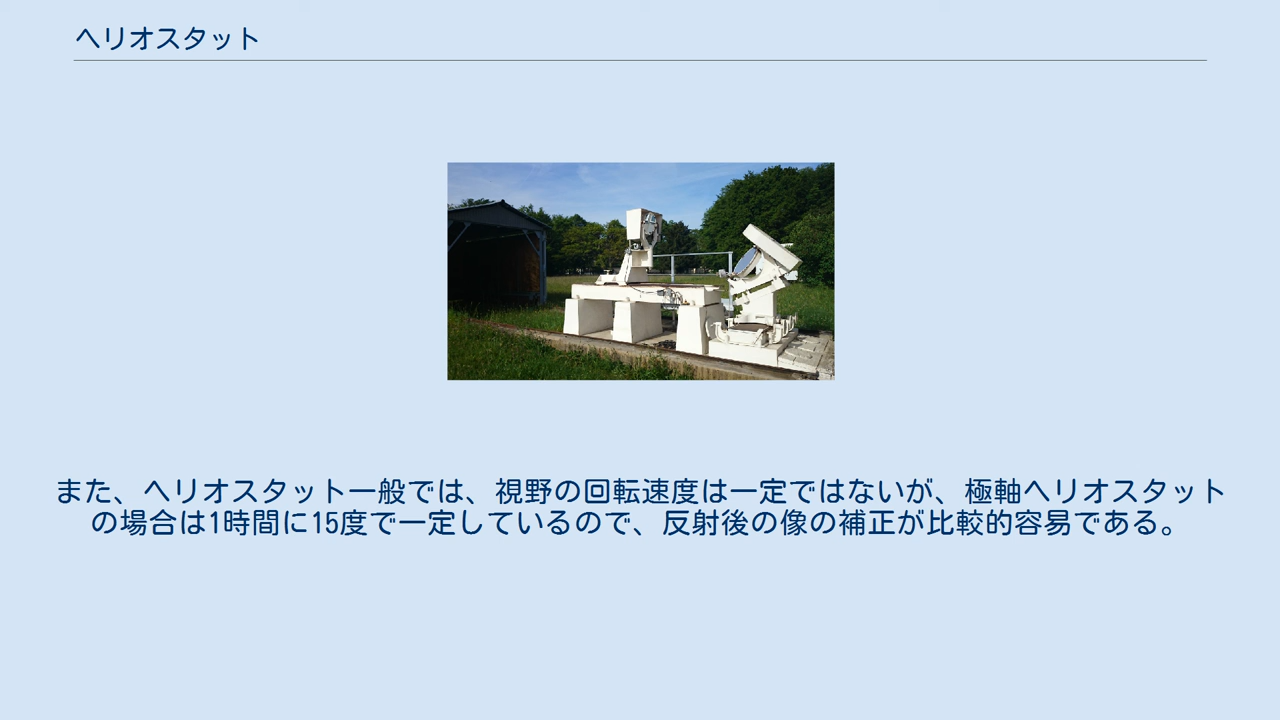 ヘリオスタット
また、ヘリオスタット一般では、視野の回転速度は一定ではないが、極軸ヘリオスタット
の場合は1時間に15度で一定しているので、反射後の像の補正が比較的容易である。